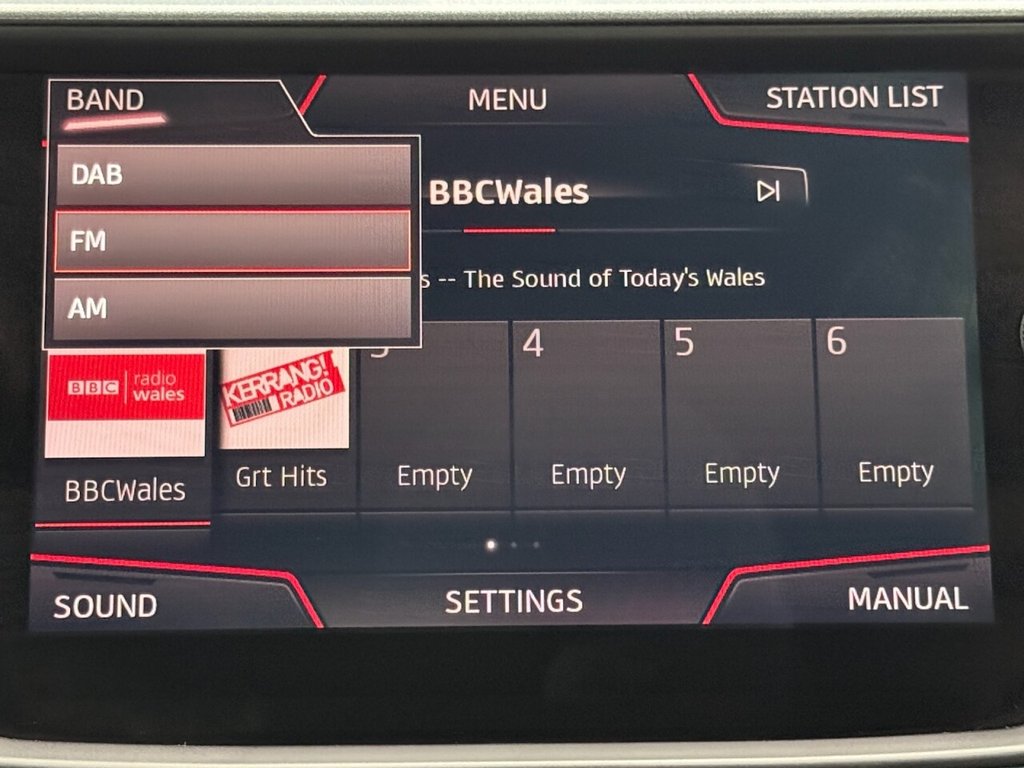 BAND
MENU
STATION LIST
DAB
FM
AM
BBCWales
s -- The Sound of Today's Wales
4
5
6
BBC radio wales
KERRANG! RADIO
BBCWales
Grt Hits
Empty
Empty
Empty
Empty
SOUND
SETTINGS
MANUAL